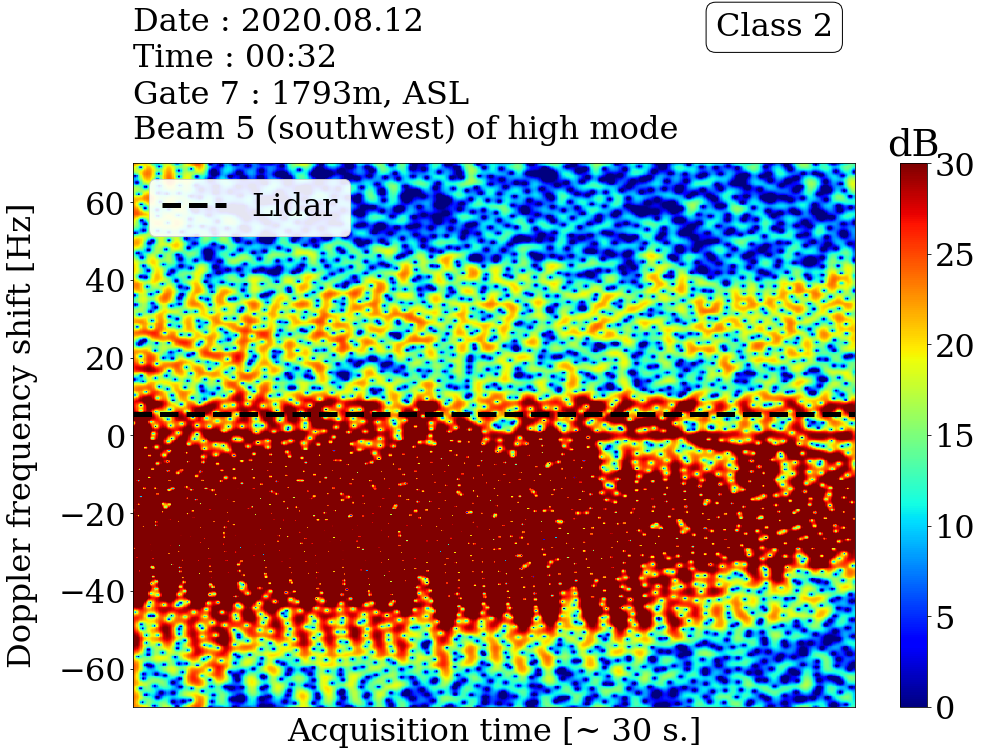 Date : 2020.08.12
Time : 00:32
Gate 7 : 1793m, ASL
Beam 5 (southwest) of high mode
Class 2
dB
Lidar
Doppler frequency shift [Hz]
60
40
20
0
−20
−40
−60
30
25
20
15
10
5
0
Acquisition time [~ 30 s.]